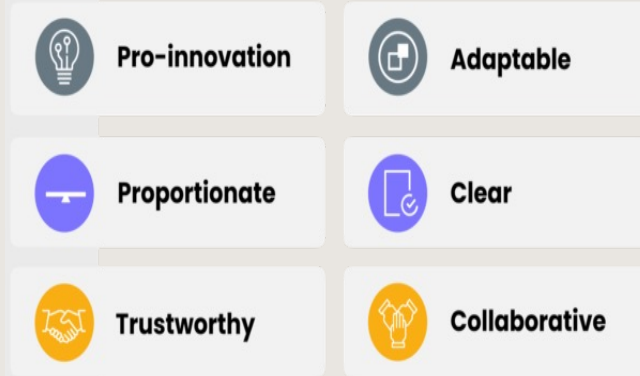 Pro-innovation
Adaptable
Proportionate
Clear
Trustworthy
Collaborative